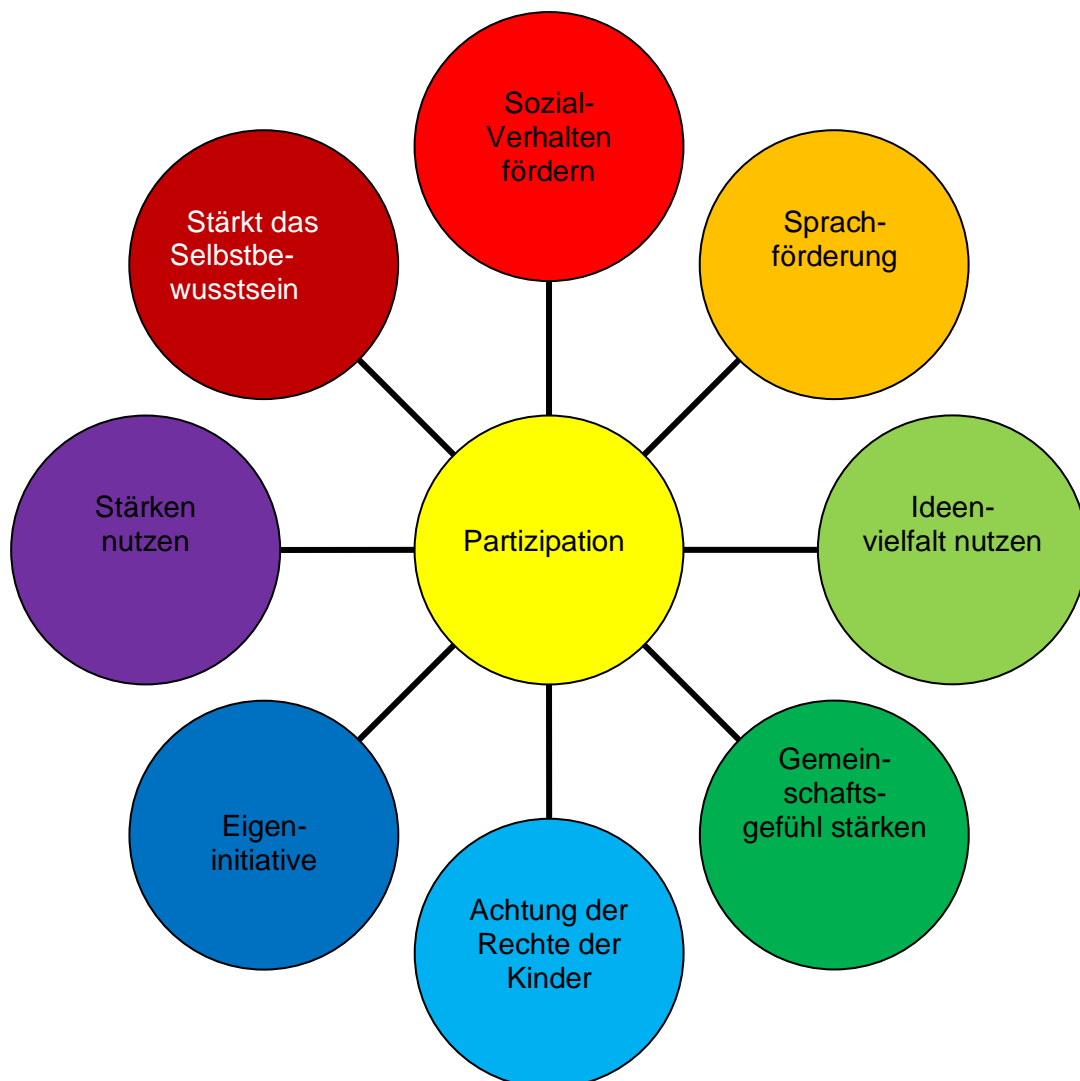 Sozial-
Verhalten
fördern
Stärkt das
Selbstbe-
wusstsein
Sprach-
förderung
Stärken
nutzen
Partizipation
Ideen-
vielfalt nutzen
Eigen-
initiative
Gemein-
schafts-
gefühl stärken
Achtung der
Rechte der
Kinder